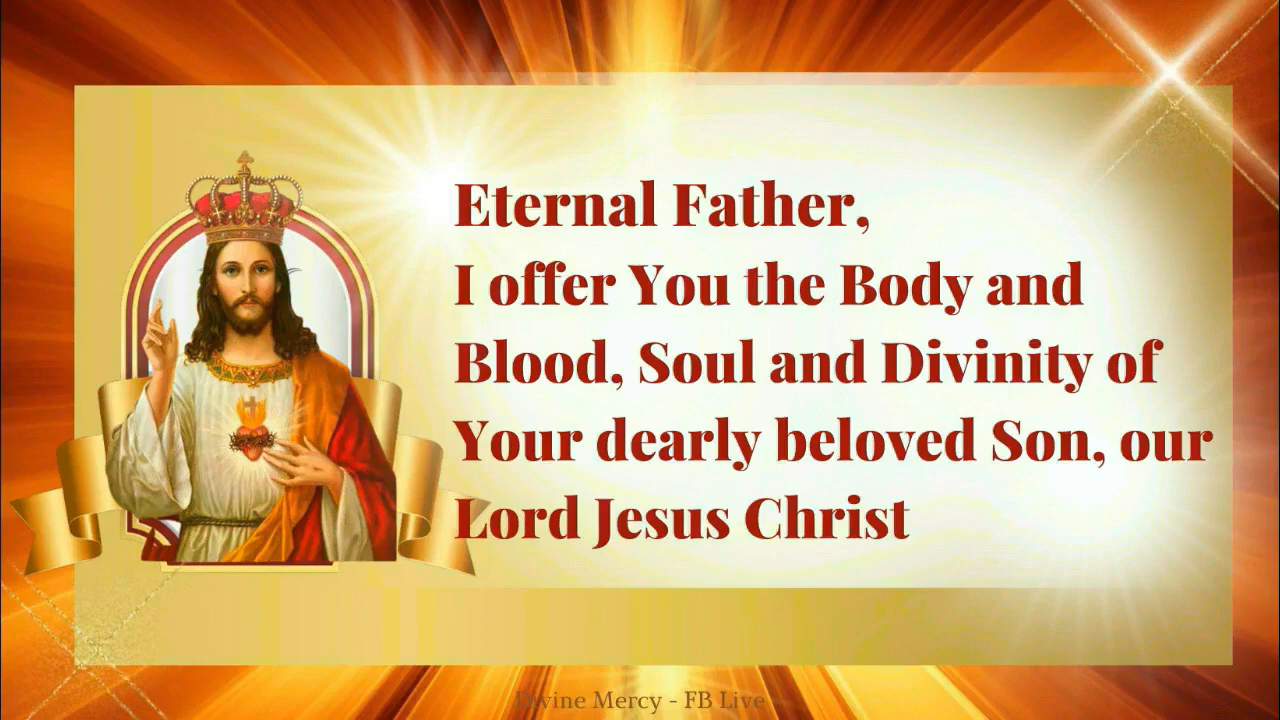 Eternal Father,
I offer You the Body and
Blood, Soul and Divinity of
Your dearly beloved Son, our
Lord Jesus Christ
Divine Mercy - FB Live